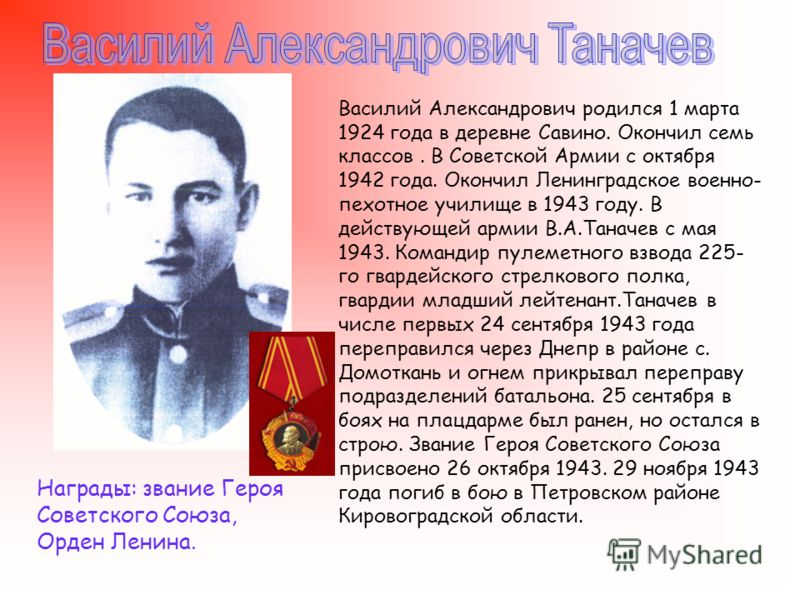 Василий Александрович Таначев
Василий Александрович родился 1 марта
1924 года в деревне Савино. Окончил семь
классов . В Советской Армии с октября
1942 года. Окончил Ленинградское военно-
пехотное училище в 1943 году. В
действующей армии В.А.Таначев с мая
1943. Командир пулеметного взвода 225-
го гвардейского стрелкового полка,
гвардии младший лейтенант.Таначев в
числе первых 24 сентября 1943 года
переправился через Днепр в районе с.
Домоткань и огнем прикрывал переправу
подразделений батальона. 25 сентября в
боях на плацдарме был ранен, но остался в
строю. Звание Героя Советского Союза
присвоено 26 октября 1943. 29 ноября 1943
года погиб в бою в Петровском районе
Кировоградской области.
Награды: звание Героя
Советского Союза,
Орден Ленина.
MyShared